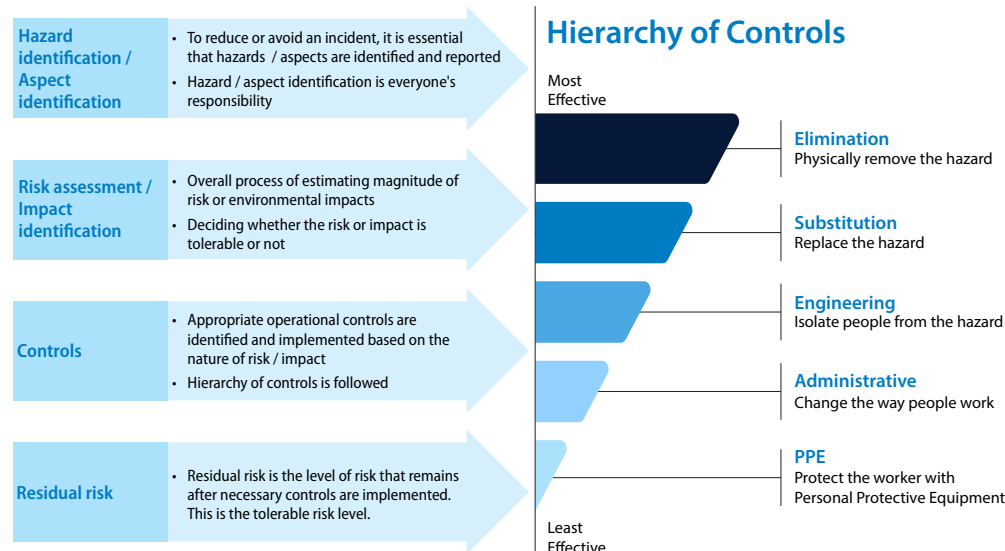 Hazard
identification /
Aspect
identification
• To reduce or avoid an incident, it is essential
that hazards / aspects are identified and reported
• Hazard / aspect identification is everyone's
responsibility
Risk assessment /
Impact
identification
• Overall process of estimating magnitude of
risk or environmental impacts
• Deciding whether the risk or impact is
tolerable or not
Controls
• Appropriate operational controls are
identified and implemented based on the
nature of risk / impact
• Hierarchy of controls is followed
Residual risk
• Residual risk is the level of risk that remains
after necessary controls are implemented.
This is the tolerable risk level.
Hierarchy of Controls
Most
Effective
Elimination
Physically remove the hazard
Substitution
Replace the hazard
Engineering
Isolate people from the hazard
Administrative
Change the way people work
PPE
Protect the worker with
Personal Protective Equipment
Least
Effective